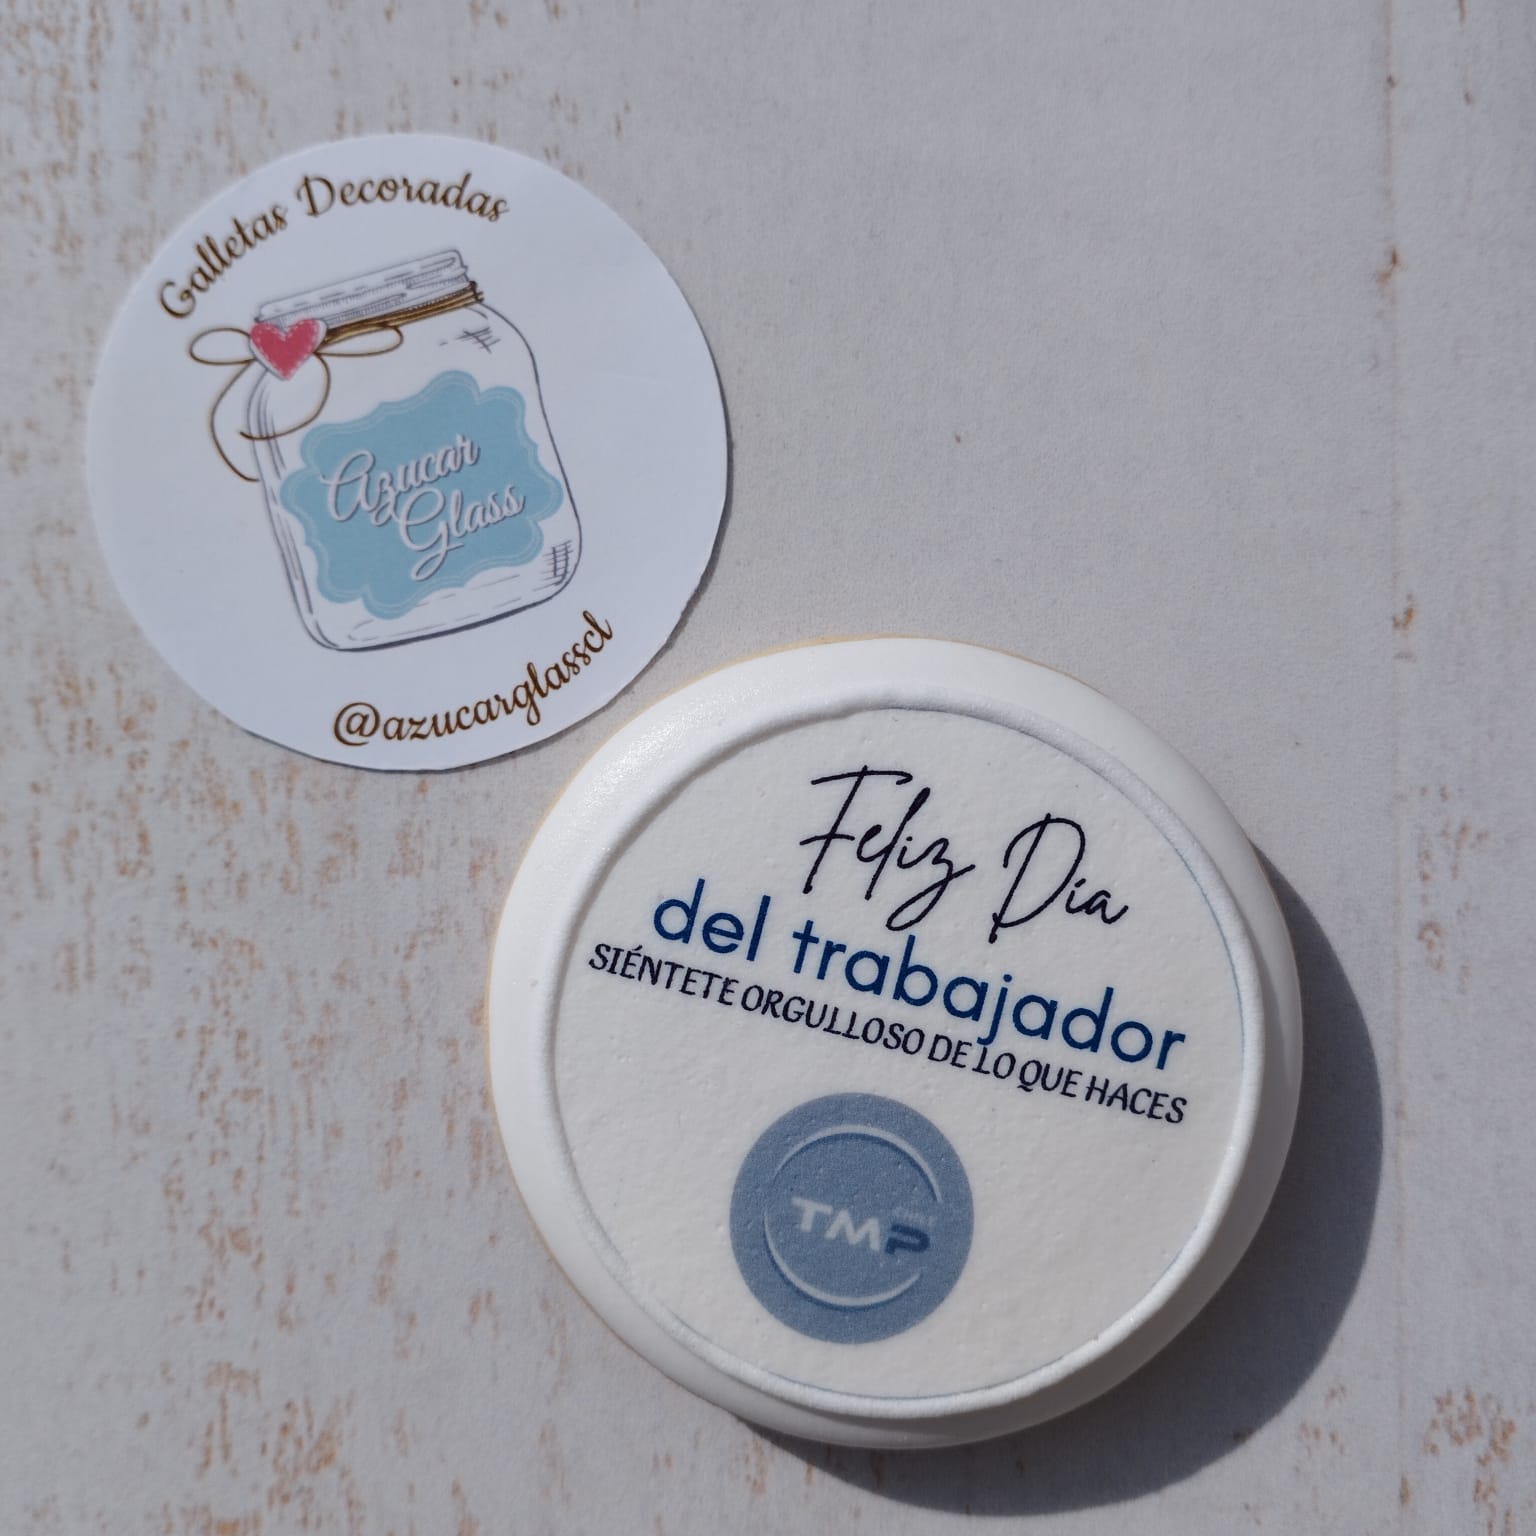 Galletas Decoradas
Azucar
Glass
@azucarglasscl
Feliz Día
del trabajador
SIÉNTETE ORGULLOSO DE LO QUE HACES
TMP